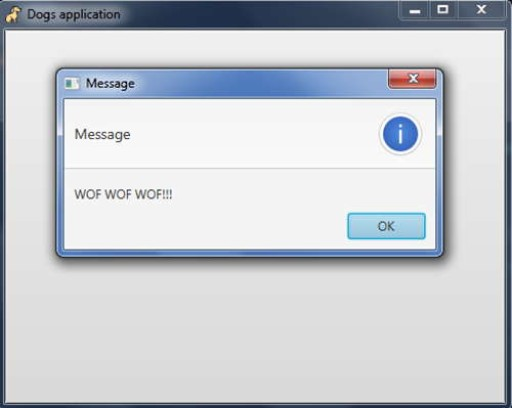 Dogs application
Message
Message
WOF WOF WOF!!!
OK